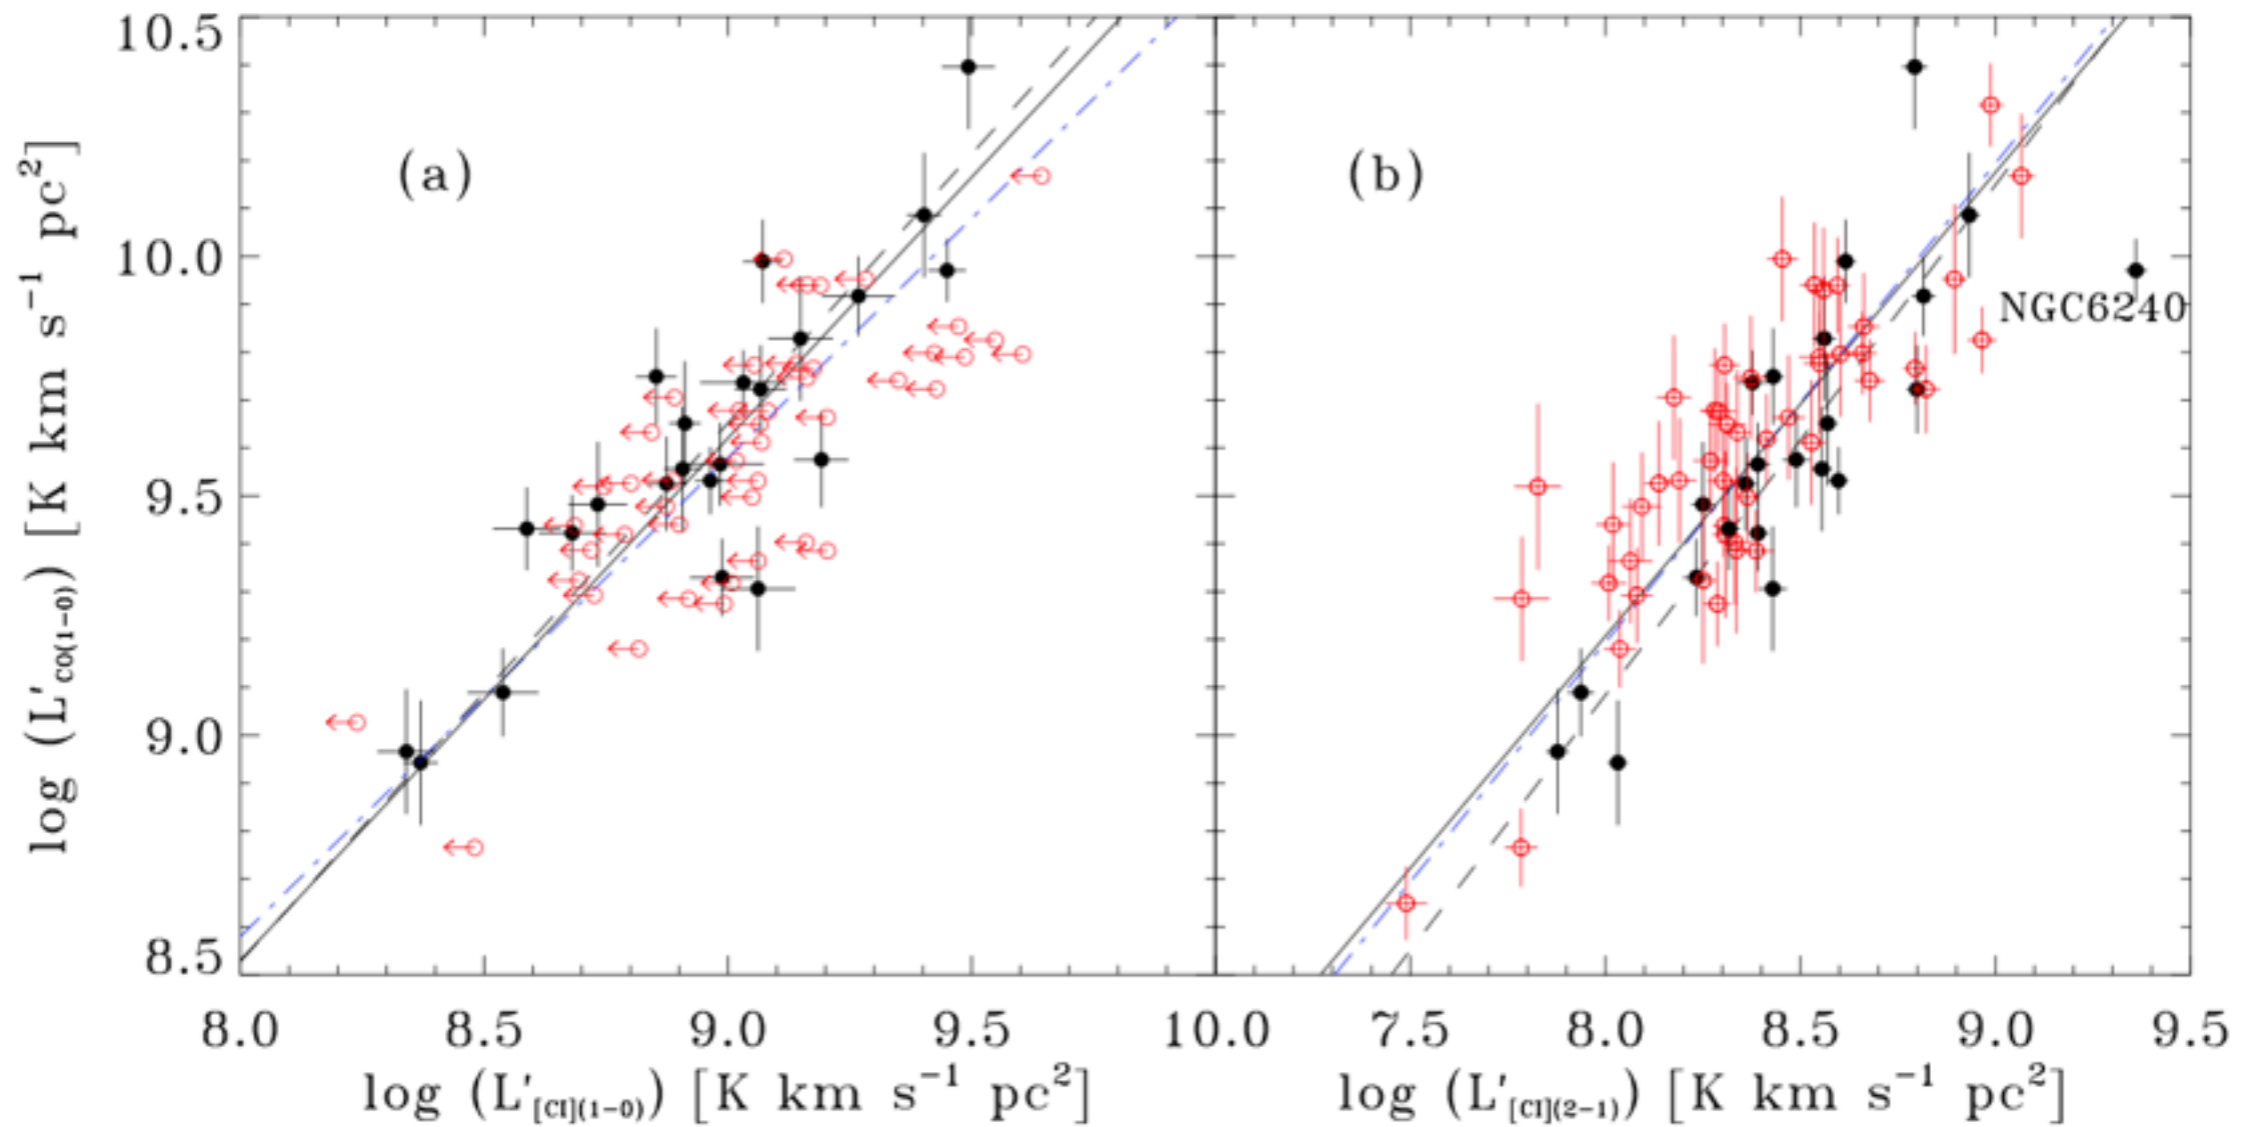 10.5
10.0
9.5
9.0
8.5
log (L′CO(1−0)) [K km s−1 pc2]
(a)
(b)
NGC6240
8.0 8.5 9.0 9.5 10.0 7.5 8.0 8.5 9.0 9.5
log (L′[CI](1−0)) [K km s−1 pc2]
log (L′[CI](2−1)) [K km s−1 pc2]